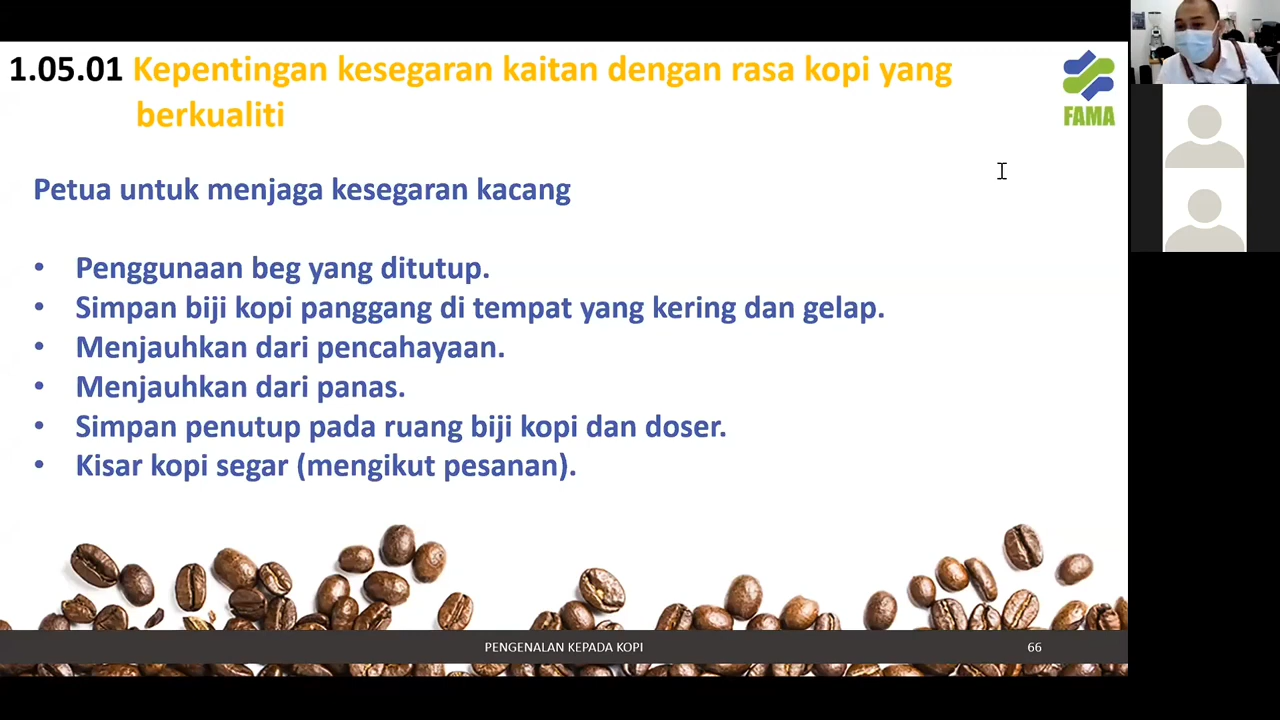 1.05.01 Kepentingan kesegaran kaitan dengan rasa kopi yang
berkualiti
FAMA
Petua untuk menjaga kesegaran kacang
• Penggunaan beg yang ditutup.
• Simpan biji kopi panggang di tempat yang kering dan gelap.
• Menjauhkan dari pencahayaan.
• Menjauhkan dari panas.
• Simpan penutup pada ruang biji kopi dan doser.
• Kisar kopi segar (mengikut pesanan).
PENGENALAN KEPADA KOPI 66